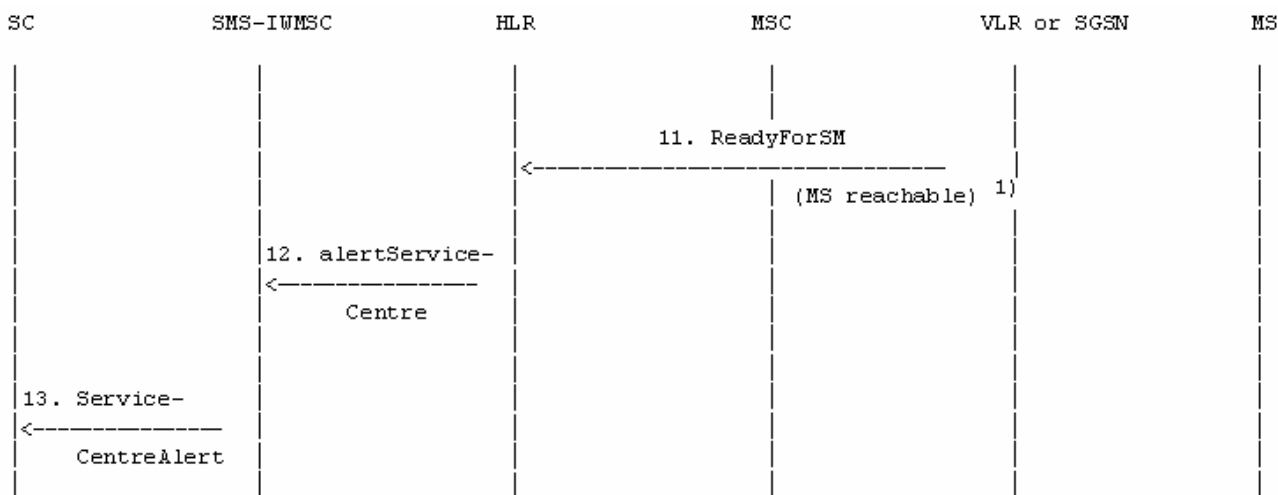 SC SMS-IWMSC HLR MSC VLR or SGSN MS
11. ReadyForSM
(MS reachable) 1)
12. alertService-
Centre
13. Service-
CentreAlert